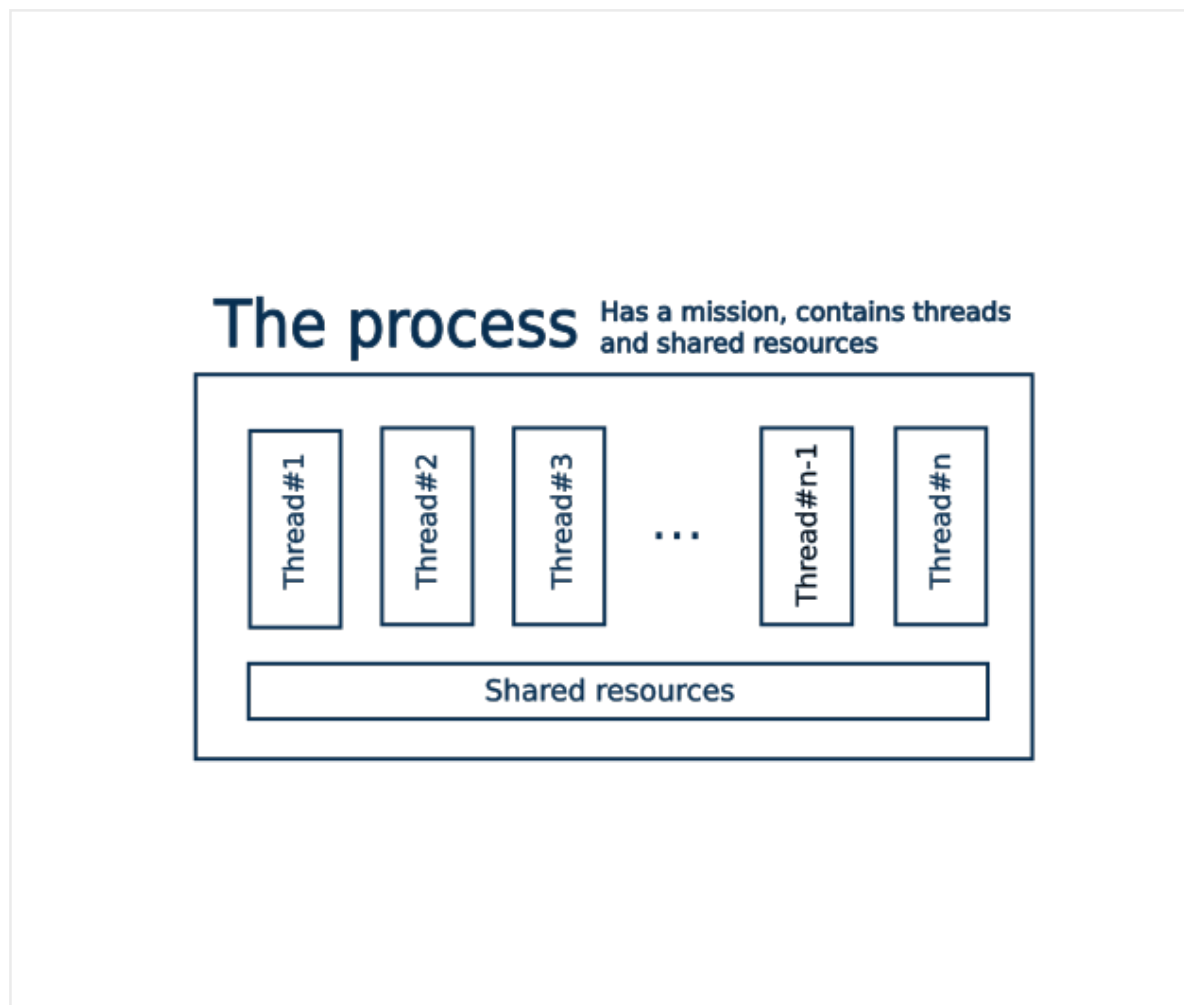 The process
Has a mission, contains threads
and shared resources
Thread#1
Thread#2
Thread#3
...
Thread#n-1
Thread#n
Shared resources